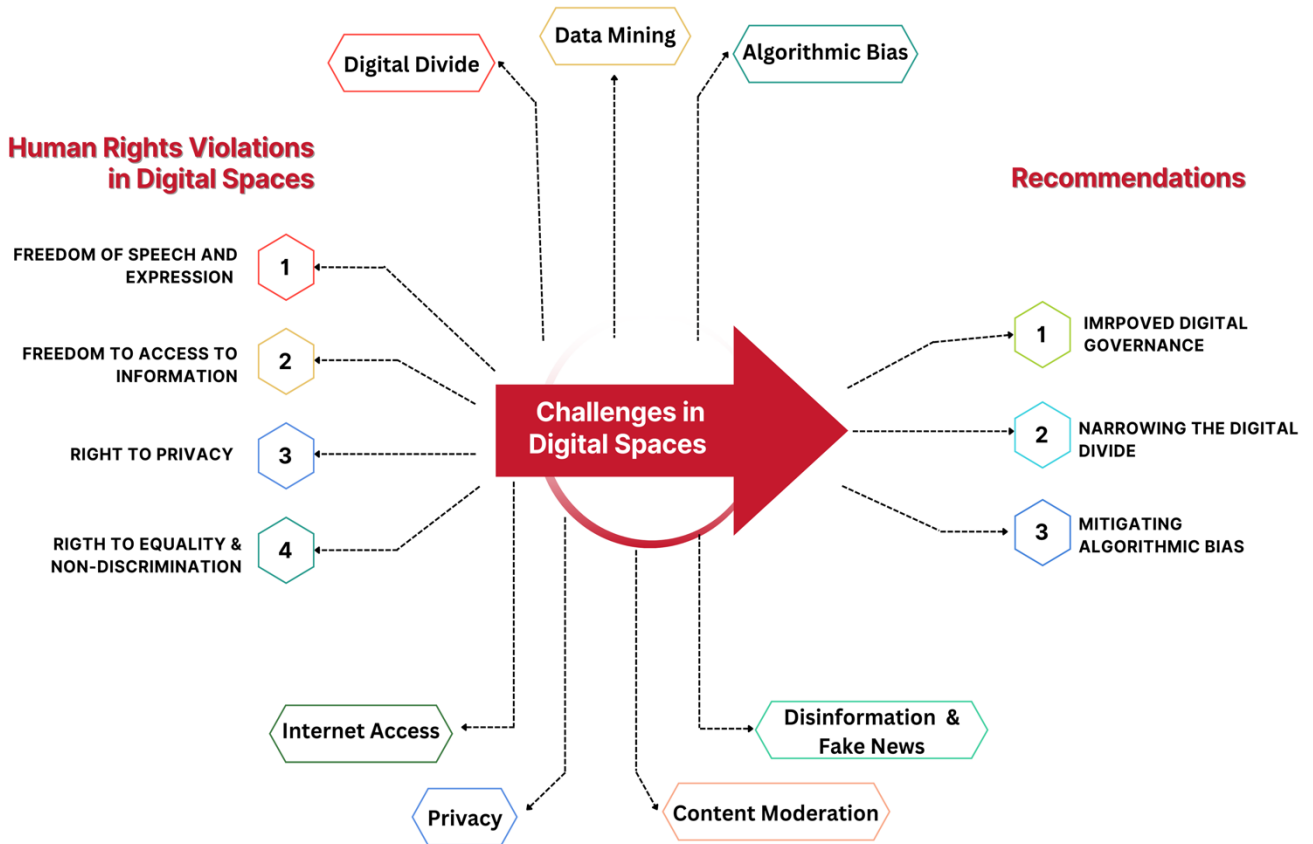 Data Mining
Digital Divide
Algorithmic Bias
Human Rights Violations
in Digital Spaces
Recommendations
FREEDOM OF SPEECH AND
EXPRESSION
1
FREEDOM TO ACCESS TO
INFORMATION
2
RIGHT TO PRIVACY
3
RIGTH TO EQUALITY &
NON-DISCRIMINATION
4
Challenges in
Digital Spaces
1
IMRPOVED DIGITAL
GOVERNANCE
2
NARROWING THE DIGITAL
DIVIDE
3
MITIGATING
ALGORITHMIC BIAS
Internet Access
Privacy
Content Moderation
Disinformation &
Fake News